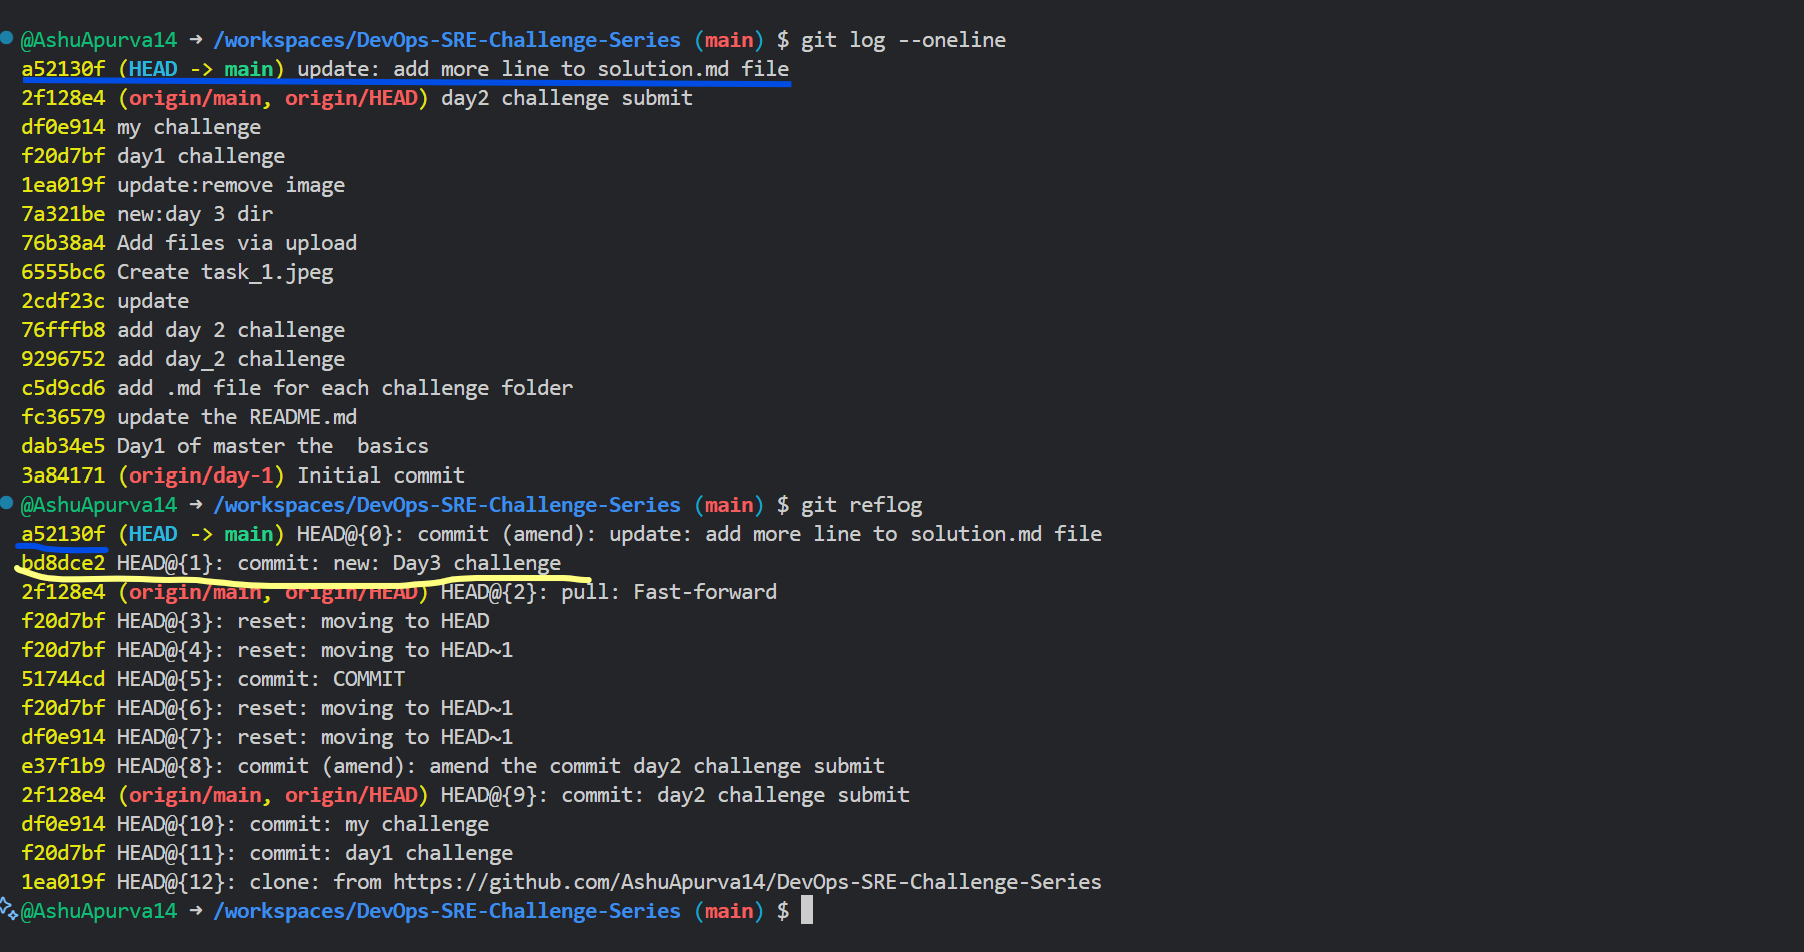 @AshuApurva14 → /workspaces/DevOps-SRE-Challenge-Series (main) $ git log --oneline
a52130f (HEAD -> main) update: add more line to solution.md file
2f128e4 (origin/main, origin/HEAD) day2 challenge submit
df0e914 my challenge
f20d7bf day1 challenge
1ea019f update:remove image
7a321be new:day 3 dir
76b38a4 Add files via upload
6555bc6 Create task_1.jpeg
2cdf23c update
76fffb8 add day 2 challenge
9296752 add day_2 challenge
c5d9cd6 add .md file for each challenge folder
fc36579 update the README.md
dab34e5 Day1 of master the  basics
3a84171 (origin/day-1) Initial commit
@AshuApurva14 → /workspaces/DevOps-SRE-Challenge-Series (main) $ git reflog
a52130f (HEAD -> main) HEAD@{0}: commit (amend): update: add more line to solution.md file
bd8dce2 HEAD@{1}: commit: new: Day3 challenge
2f128e4 (origin/main, origin/HEAD) HEAD@{2}: pull: Fast-forward
f20d7bf HEAD@{3}: reset: moving to HEAD
f20d7bf HEAD@{4}: reset: moving to HEAD~1
51744cd HEAD@{5}: commit: COMMIT
f20d7bf HEAD@{6}: reset: moving to HEAD~1
df0e914 HEAD@{7}: reset: moving to HEAD~1
e37f1b9 HEAD@{8}: commit (amend): amend the commit day2 challenge submit
2f128e4 (origin/main, origin/HEAD) HEAD@{9}: commit: day2 challenge submit
df0e914 HEAD@{10}: commit: my challenge
f20d7bf HEAD@{11}: commit: day1 challenge
1ea019f HEAD@{12}: clone: from https://github.com/AshuApurva14/DevOps-SRE-Challenge-Series
@AshuApurva14 → /workspaces/DevOps-SRE-Challenge-Series (main) $